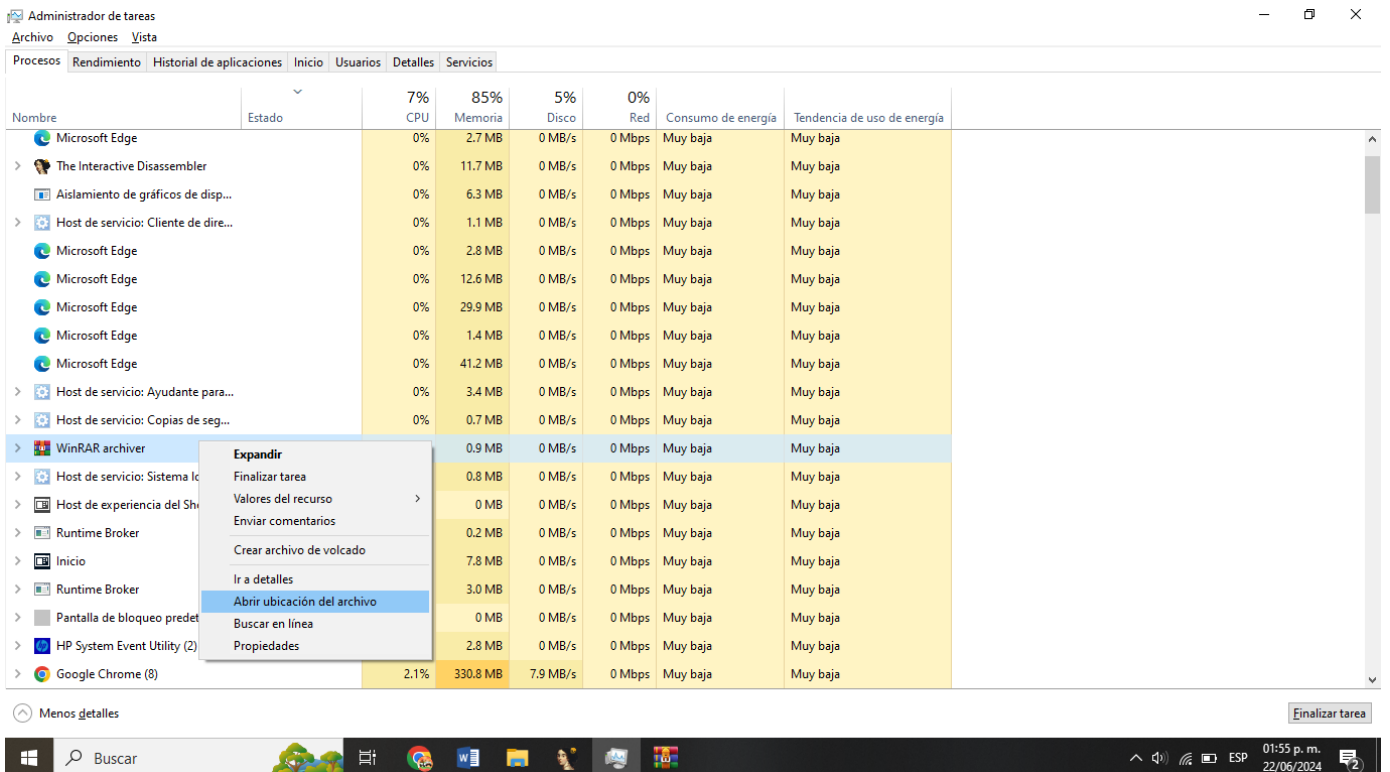 Administrador de tareas
Archivo Opciones Vista
Procesos Rendimiento Historial de aplicaciones Inicio Usuarios Detalles Servicios
7% 85% 5% 0%
Nombre Estado CPU Memoria Disco Red Consumo de energía Tendencia de uso de energía
Microsoft Edge 0% 2.7 MB 0 MB/s 0 Mbps Muy baja Muy baja
The Interactive Disassembler 0% 11.7 MB 0 MB/s 0 Mbps Muy baja Muy baja
Aislamiento de gráficos de disp... 0% 6.3 MB 0 MB/s 0 Mbps Muy baja Muy baja
Host de servicio: Cliente de dire... 0% 1.1 MB 0 MB/s 0 Mbps Muy baja Muy baja
Microsoft Edge 0% 2.8 MB 0 MB/s 0 Mbps Muy baja Muy baja
Microsoft Edge 0% 12.6 MB 0 MB/s 0 Mbps Muy baja Muy baja
Microsoft Edge 0% 29.9 MB 0 MB/s 0 Mbps Muy baja Muy baja
Microsoft Edge 0% 1.4 MB 0 MB/s 0 Mbps Muy baja Muy baja
Microsoft Edge 0% 41.2 MB 0 MB/s 0 Mbps Muy baja Muy baja
Host de servicio: Ayudante para... 0% 3.4 MB 0 MB/s 0 Mbps Muy baja Muy baja
Host de servicio: Copias de seg... 0% 0.7 MB 0 MB/s 0 Mbps Muy baja Muy baja
WinRAR archiver 0.9 MB 0 MB/s 0 Mbps Muy baja Muy baja
Host de servicio: Sistema lo 0.8 MB 0 MB/s 0 Mbps Muy baja Muy baja
Host de experiencia del She 0 MB 0 MB/s 0 Mbps Muy baja Muy baja
Runtime Broker 0.2 MB 0 MB/s 0 Mbps Muy baja Muy baja
Inicio 7.8 MB 0 MB/s 0 Mbps Muy baja Muy baja
Runtime Broker 3.0 MB 0 MB/s 0 Mbps Muy baja Muy baja
Pantalla de bloqueo predet 0 MB 0 MB/s 0 Mbps Muy baja Muy baja
HP System Event Utility (2) 2.8 MB 0 MB/s 0 Mbps Muy baja Muy baja
Google Chrome (8) 2.1% 330.8 MB 7.9 MB/s 0 Mbps Muy baja Muy baja
Expandir
Finalizar tarea
Valores del recurso
Enviar comentarios
Crear archivo de volcado
Ir a detalles
Abrir ubicación del archivo
Buscar en línea
Propiedades
Menos detalles Finalizar tarea
Buscar ESP 01:55 p. m.
22/06/2024 2